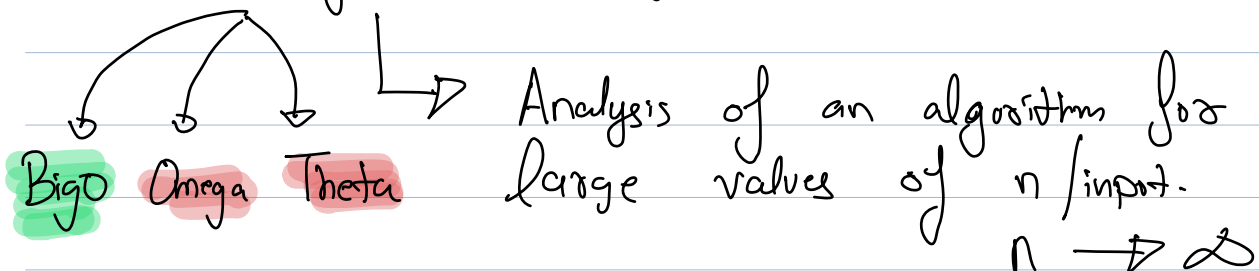 Analysis of an algorithm for
BigO Omega Theta large values of n/input.
n → ∞